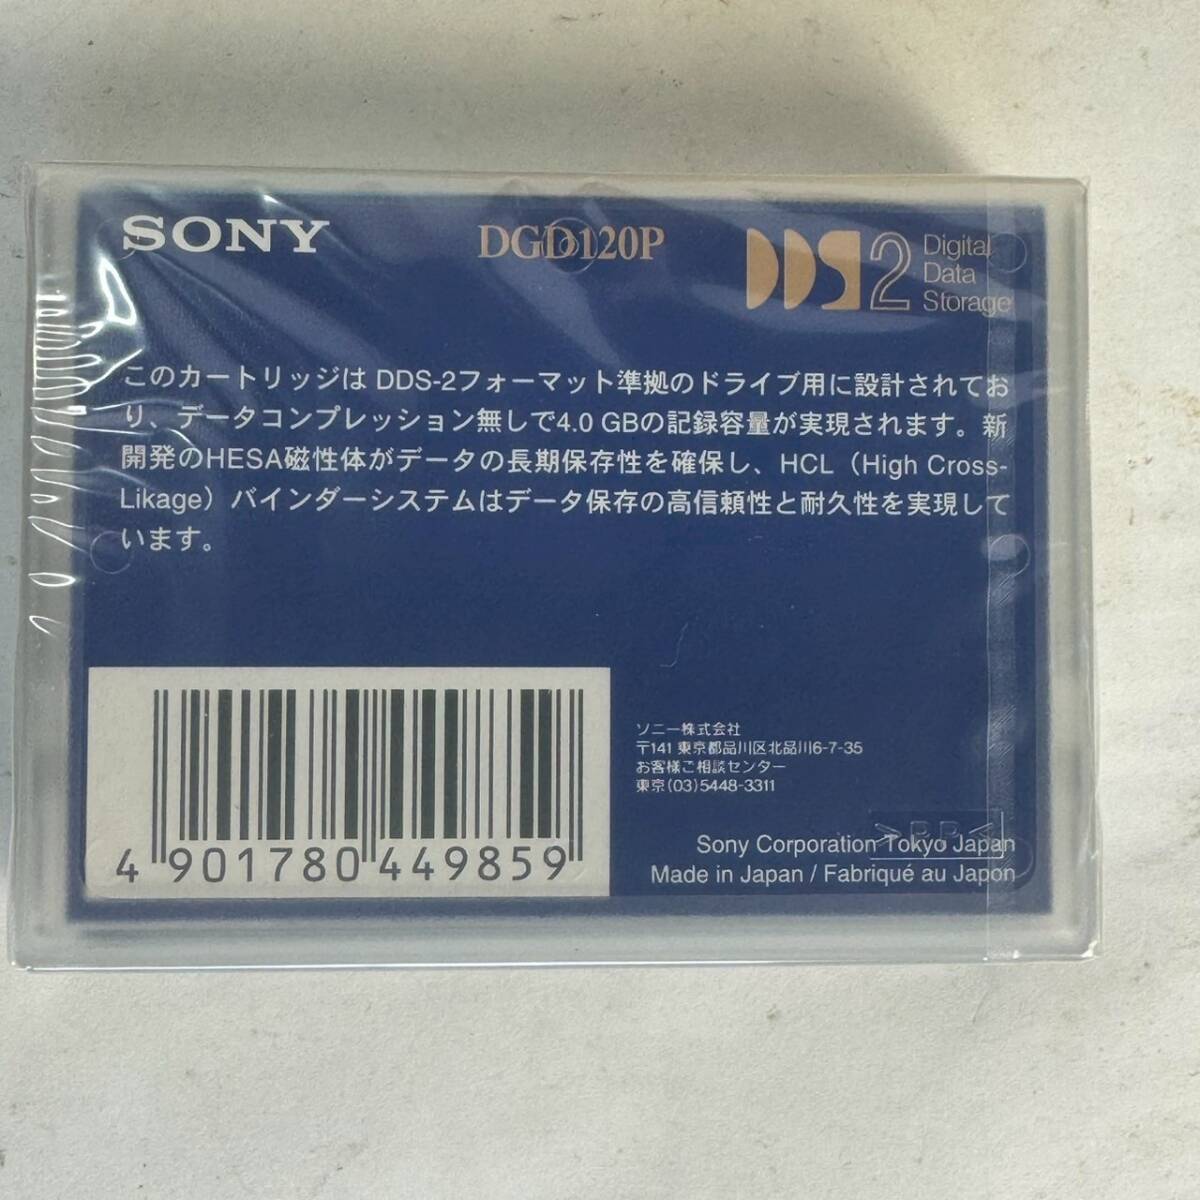 SONY
DGD120P
DDS2 Digital
Data
Storage
このカートリッジは DDS-2フォーマット準拠のドライブ用に設計されてお
り、データコンプレッション無しで4.0 GBの記録容量が実現されます。新
開発のHESA磁性体がデータの長期保存性を確保し、HCL（High Cross-
Likage）バインダーシステムはデータ保存の高信頼性と耐久性を実現して
います。
4 901780 449859
ソニー株式会社
〒141 東京都品川区北品川6-7-35
お客様ご相談センター
東京(03)5448-3311
>PP<
Sony Corporation Tokyo, Japan
Made in Japan / Fabriqué au Japon